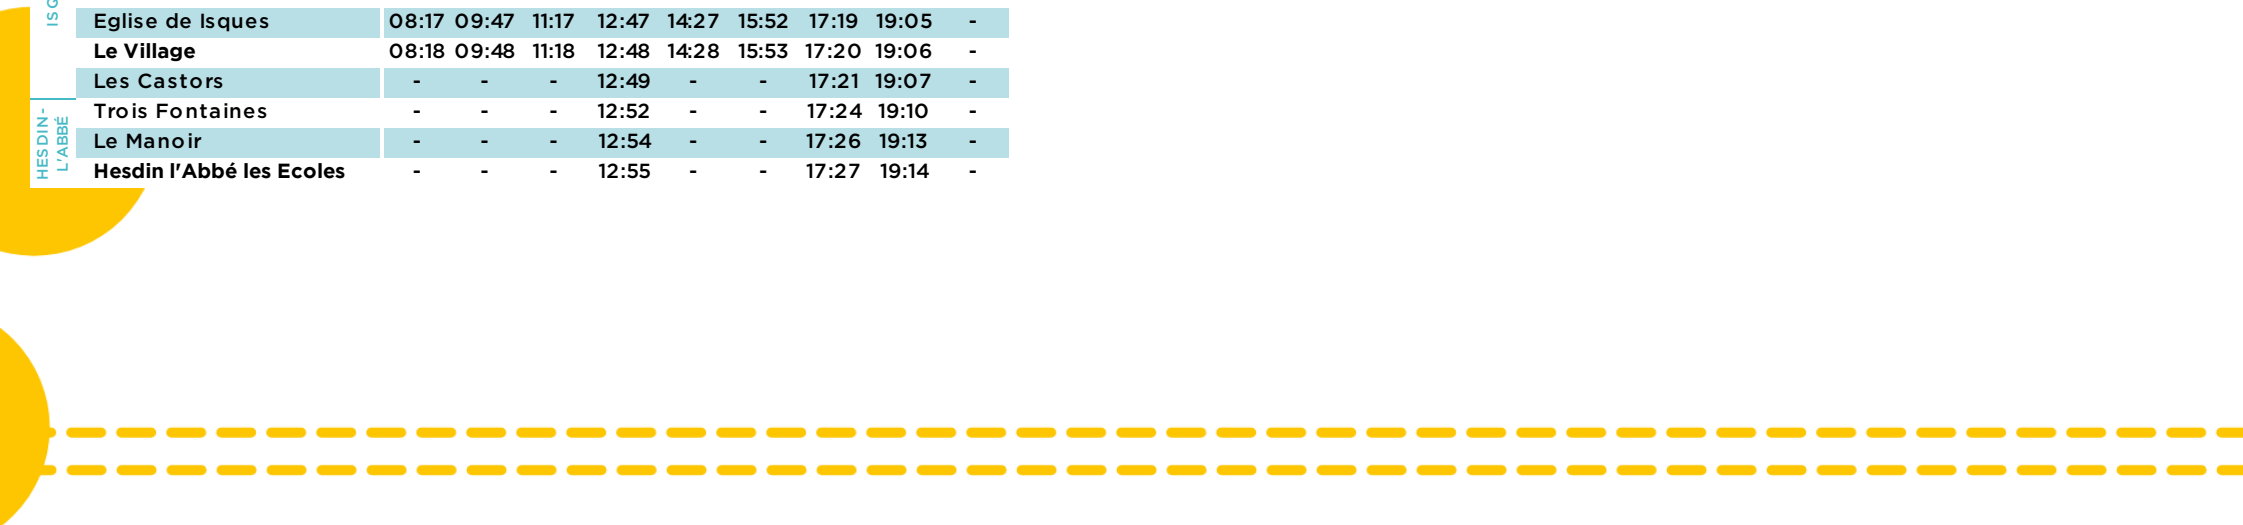 ISG
Eglise de Isques 08:17 09:47 11:17 12:47 14:27 15:52 17:19 19:05 -
Le Village 08:18 09:48 11:18 12:48 14:28 15:53 17:20 19:06 -
Les Castors - - - 12:49 - - 17:21 19:07 -
HESDIN-
L'ABBÉ
Trois Fontaines - - - 12:52 - - 17:24 19:10 -
Le Manoir - - - 12:54 - - 17:26 19:13 -
Hesdin l'Abbé les Ecoles - - - 12:55 - - 17:27 19:14 -